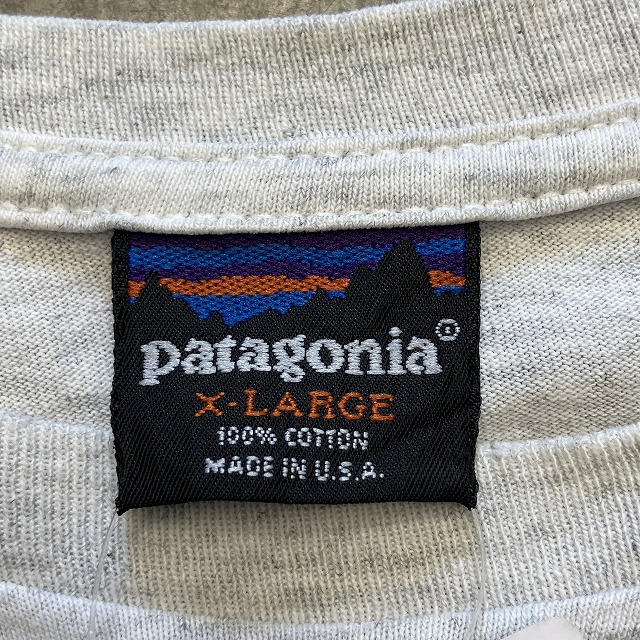 patagonia®
X-LARGE
100% COTTON
MADE IN U.S.A.